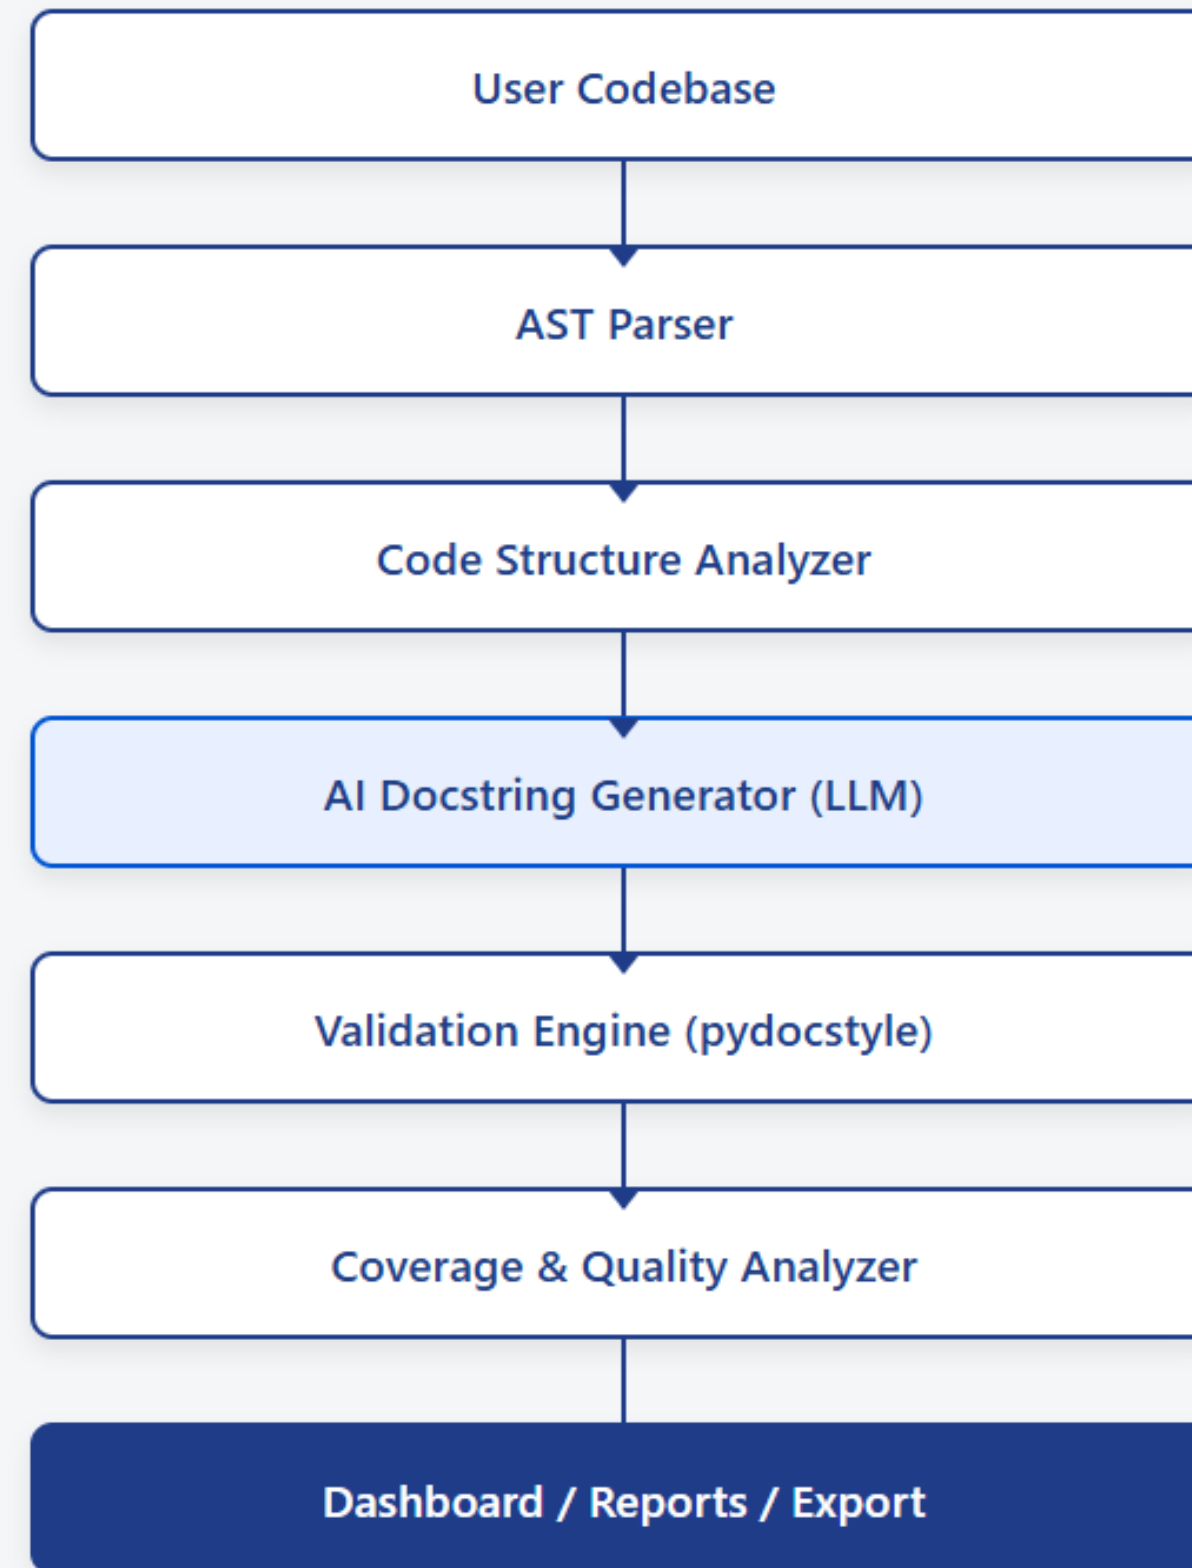 User Codebase
AST Parser
Code Structure Analyzer
AI Docstring Generator (LLM)
Validation Engine (pydocstyle)
Coverage & Quality Analyzer
Dashboard / Reports / Export